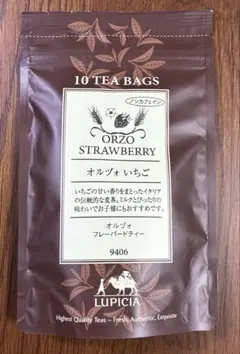 10 TEA BAGS
ノンカフェイン
ORZO
STRAWBERRY
オルヅォ いちご
いちごの甘い香りをまとったイタリア
の伝統的な麦茶。ミルクとぴったりの
味わいでお子様にもおすすめです。
オルヅォ
フレーバードティー
9406
LUPICIA
Highest Quality Teas – Fresh, Authentic, Exquisite